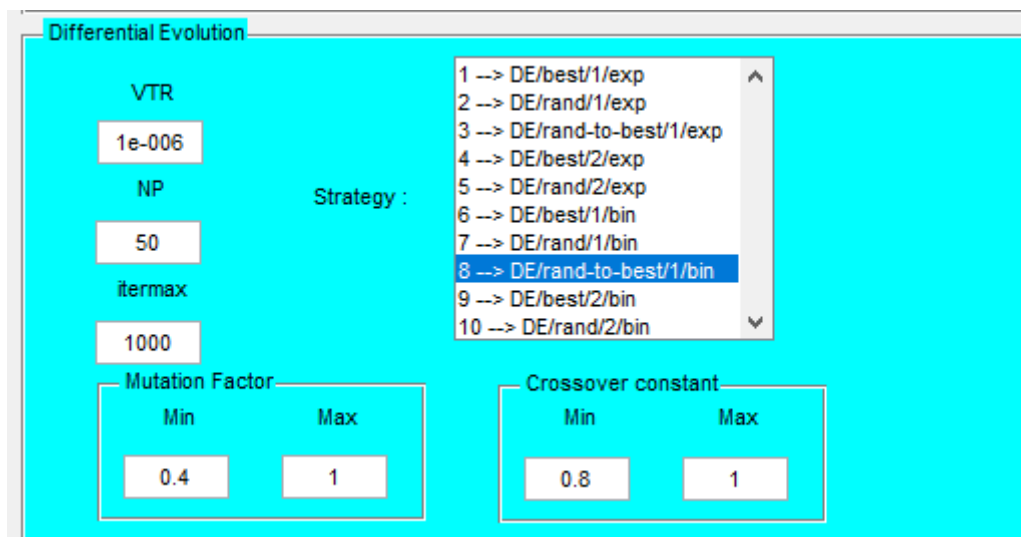 Differential Evolution
VTR
1e-006
NP
50
itermax
1000
Strategy :
1 --> DE/best/1/exp
2 --> DE/rand/1/exp
3 --> DE/rand-to-best/1/exp
4 --> DE/best/2/exp
5 --> DE/rand/2/exp
6 --> DE/best/1/bin
7 --> DE/rand/1/bin
8 --> DE/rand-to-best/1/bin
9 --> DE/best/2/bin
10 --> DE/rand/2/bin
Mutation Factor
Min Max
0.4 1
Crossover constant
Min Max
0.8 1